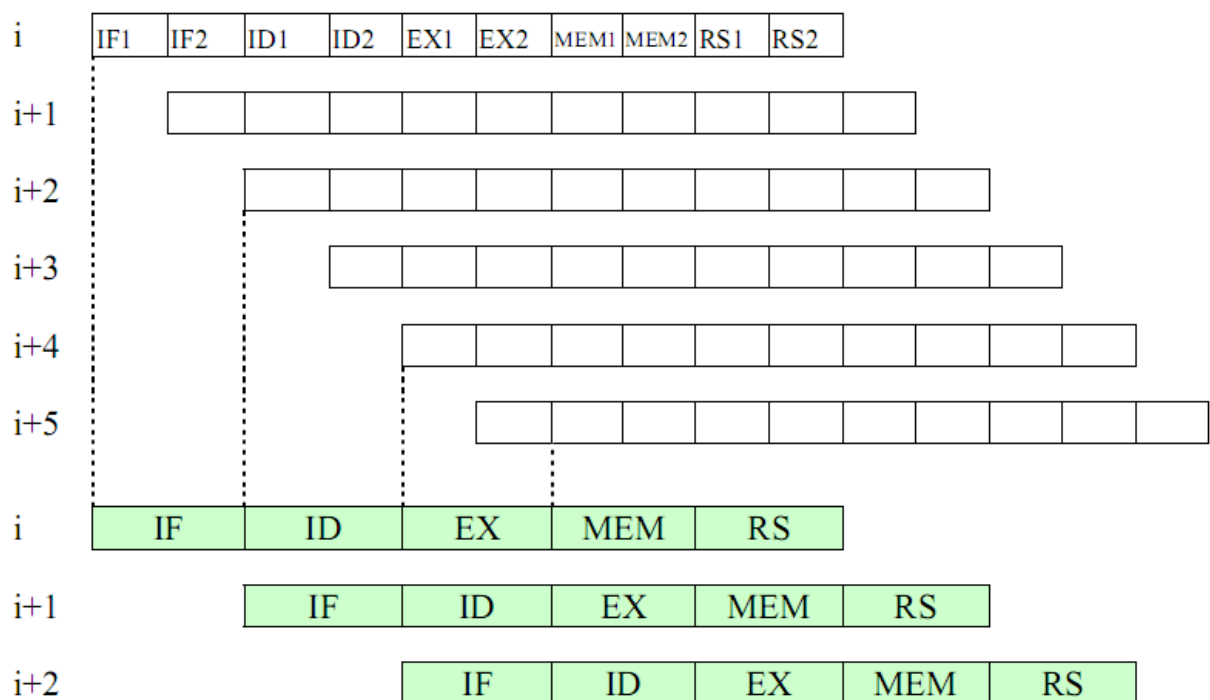 i IF1 IF2 ID1 ID2 EX1 EX2 MEM1 MEM2 RS1 RS2
i+1
i+2
i+3
i+4
i+5
i IF ID EX MEM RS
i+1 IF ID EX MEM RS
i+2 IF ID EX MEM RS